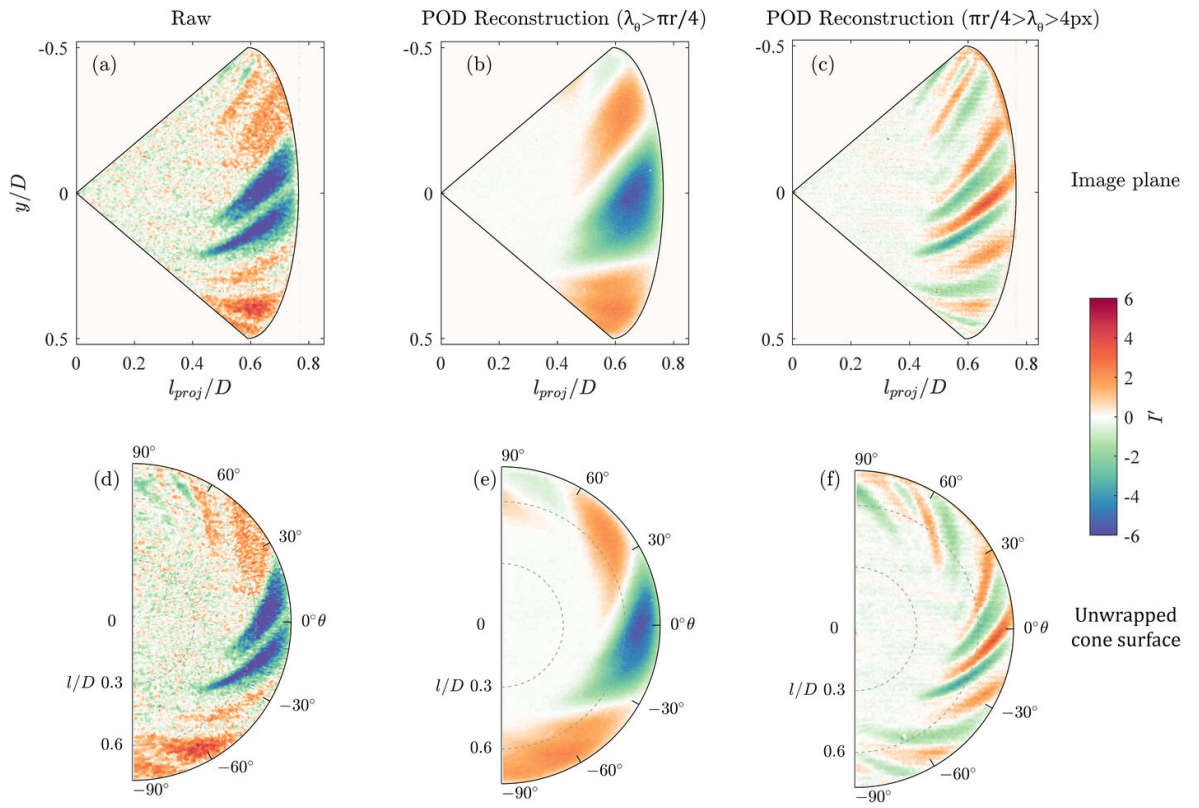 Raw
POD Reconstruction (λθ>πr/4)
POD Reconstruction (πr/4>λθ>4px)
(a)
(b)
(c)
-0.5
0
0.5
y/D
0 0.2 0.4 0.6 0.8
l_proj/D
-0.5
0
0.5
0 0.2 0.4 0.6 0.8
l_proj/D
-0.5
0
0.5
0 0.2 0.4 0.6 0.8
l_proj/D
Image plane
6
4
2
0
-2
-4
-6
I'
(d)
90°
60°
30°
0°θ
−30°
−60°
−90°
0
l/D 0.3
0.6
(e)
90°
60°
30°
0°θ
−30°
−60°
−90°
0
l/D 0.3
0.6
(f)
90°
60°
30°
0°θ
−30°
−60°
−90°
0
l/D 0.3
0.6
Unwrapped
cone surface